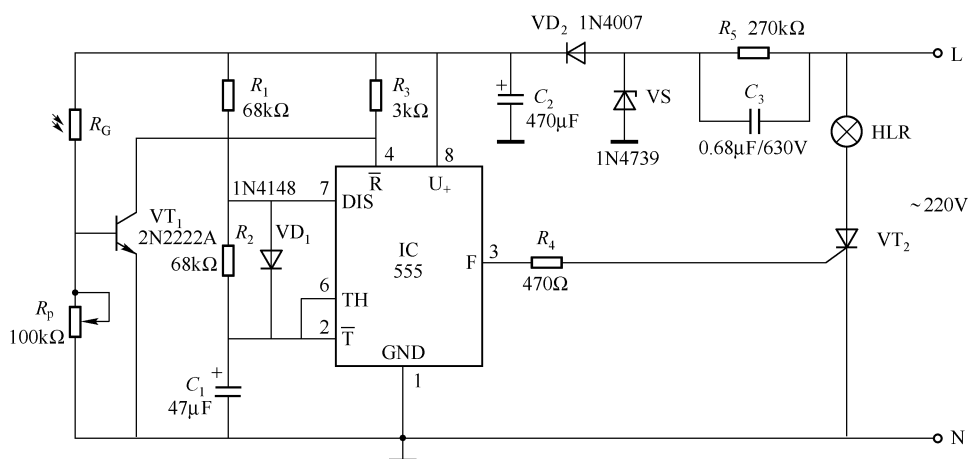 VD₂ 1N4007
R₅ 270kΩ
L
R₁
68kΩ
R₃
3kΩ
C₂
470μF
VS
1N4739
C₃
0.68μF/630V
HLR
R_G
4
8
R̅
U₊
1N4148
7
DIS
VT₁
2N2222A
R₂
68kΩ
VD₁
IC
555
F
3
R₄
470Ω
~220V
VT₂
6
TH
2
T̅
R_p
100kΩ
GND
1
C₁
47μF
N